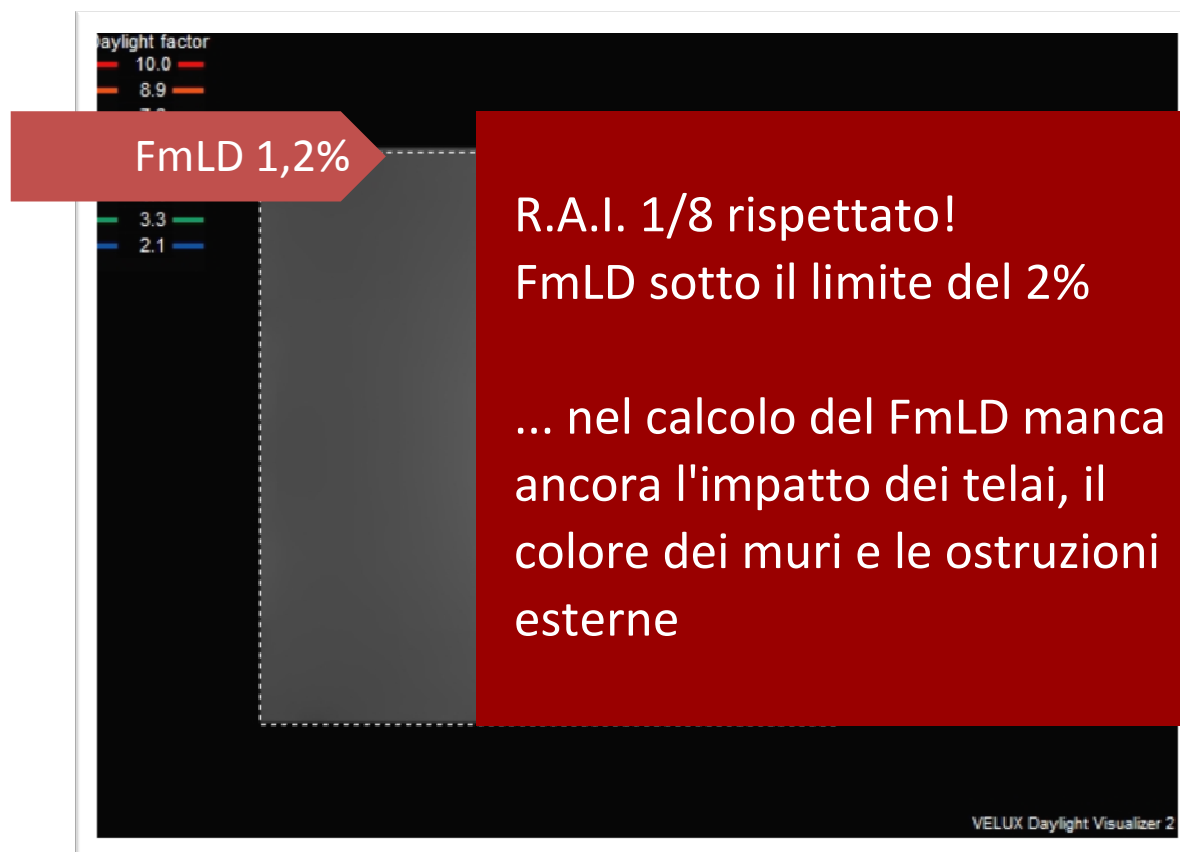 Daylight factor
10.0
8.9
FmLD 1,2%
3.3
2.1
R.A.I. 1/8 rispettato!
FmLD sotto il limite del 2%
... nel calcolo del FmLD manca
ancora l'impatto dei telai, il
colore dei muri e le ostruzioni
esterne
VELUX Daylight Visualizer 2